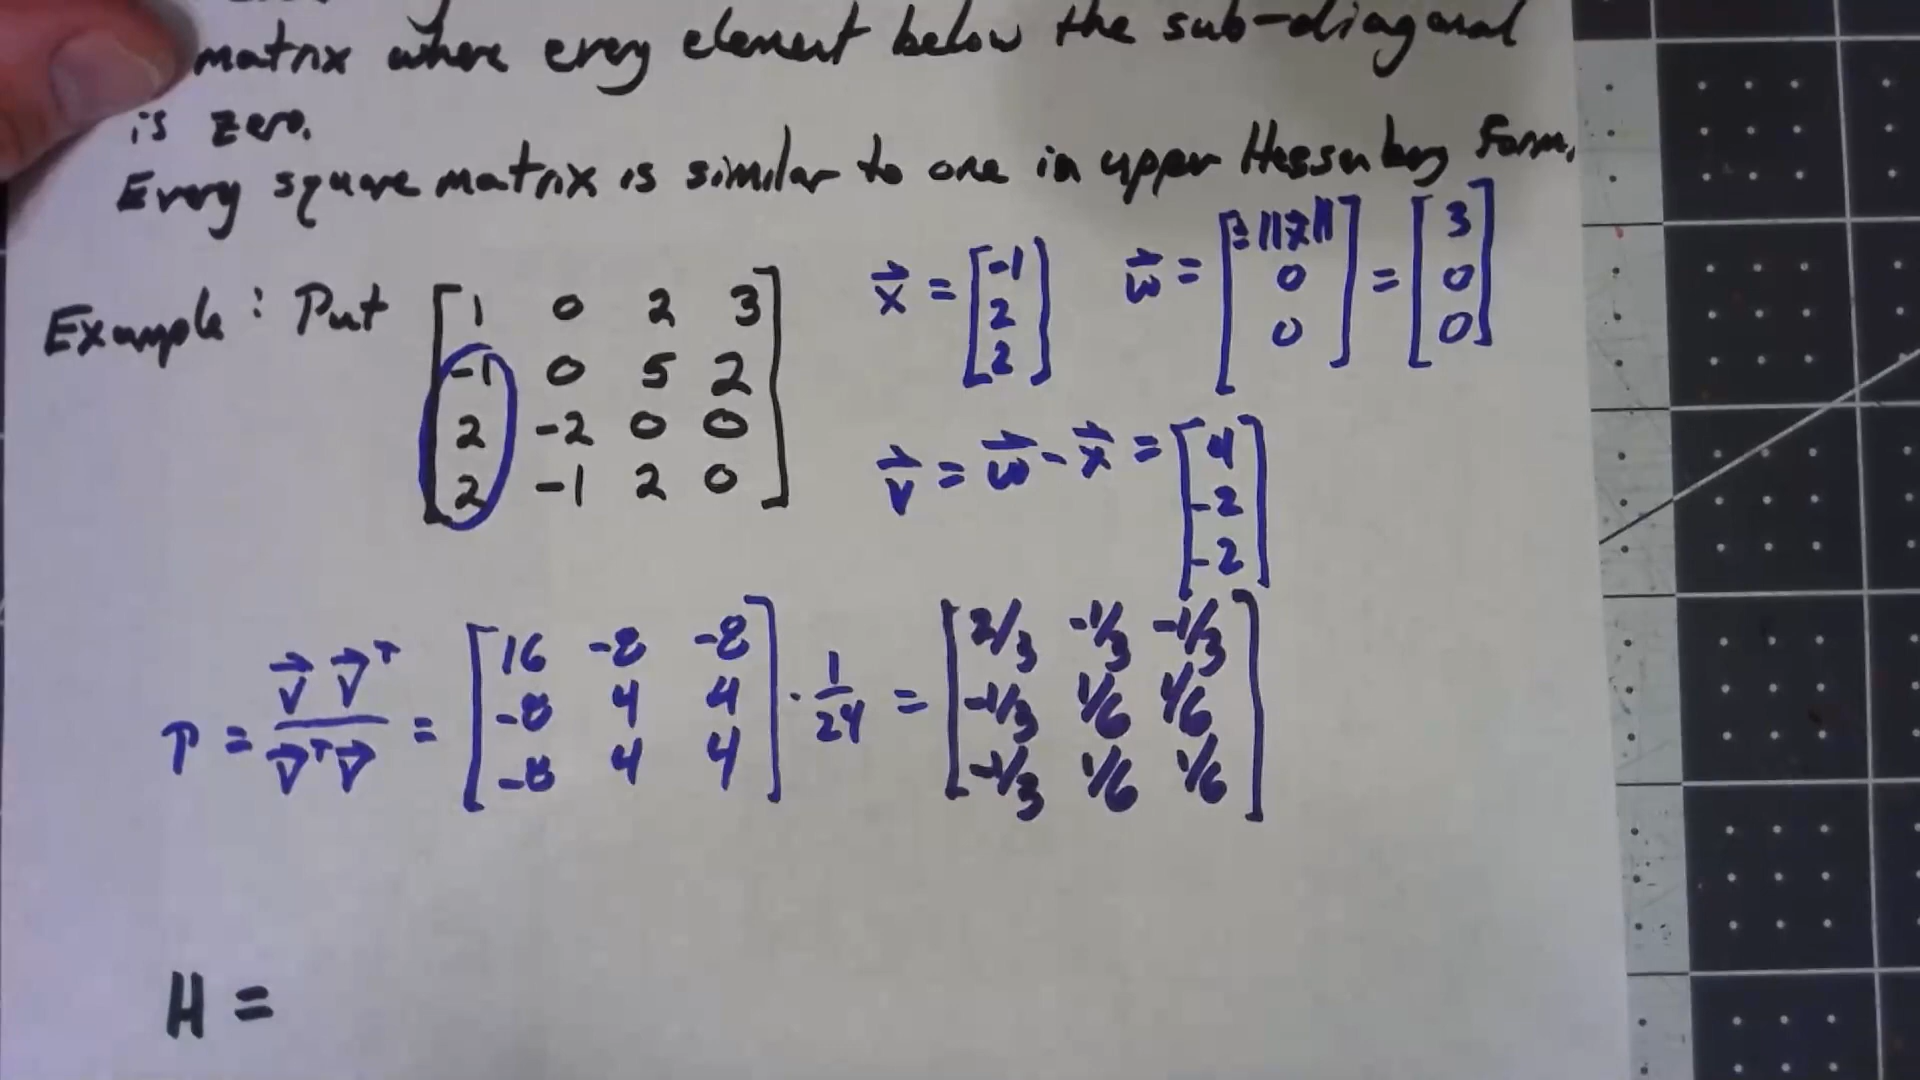 matrix where every element below the sub-diagonal
is zero.
Every square matrix is similar to one in upper Hessenberg Form.
Example: Put [1 0 2 3
-1 0 5 2
2 -2 0 0
2 -1 2 0]
x⃗ = [-1
2
2]
w⃗ = [±||x⃗||
0
0] = [3
0
0]
v⃗ = w⃗ - x⃗ = [4
-2
-2]
P = v⃗ v⃗ᵀ / v⃗ᵀv⃗ = [16 -8 -8
-8 4 4
-8 4 4] · 1/24 = [2/3 -1/3 -1/3
-1/3 1/6 1/6
-1/3 1/6 1/6]
H =